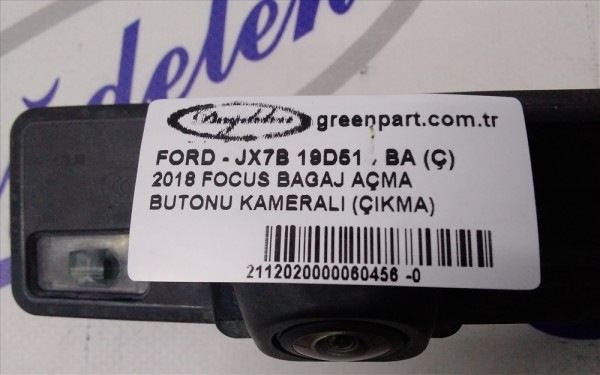 greenpart.com.tr
FORD - JX7B 19D51 BA (Ç)
2018 FOCUS BAGAJ AÇMA
BUTONU KAMERALI (ÇIKMA)
2112020000060456 -0